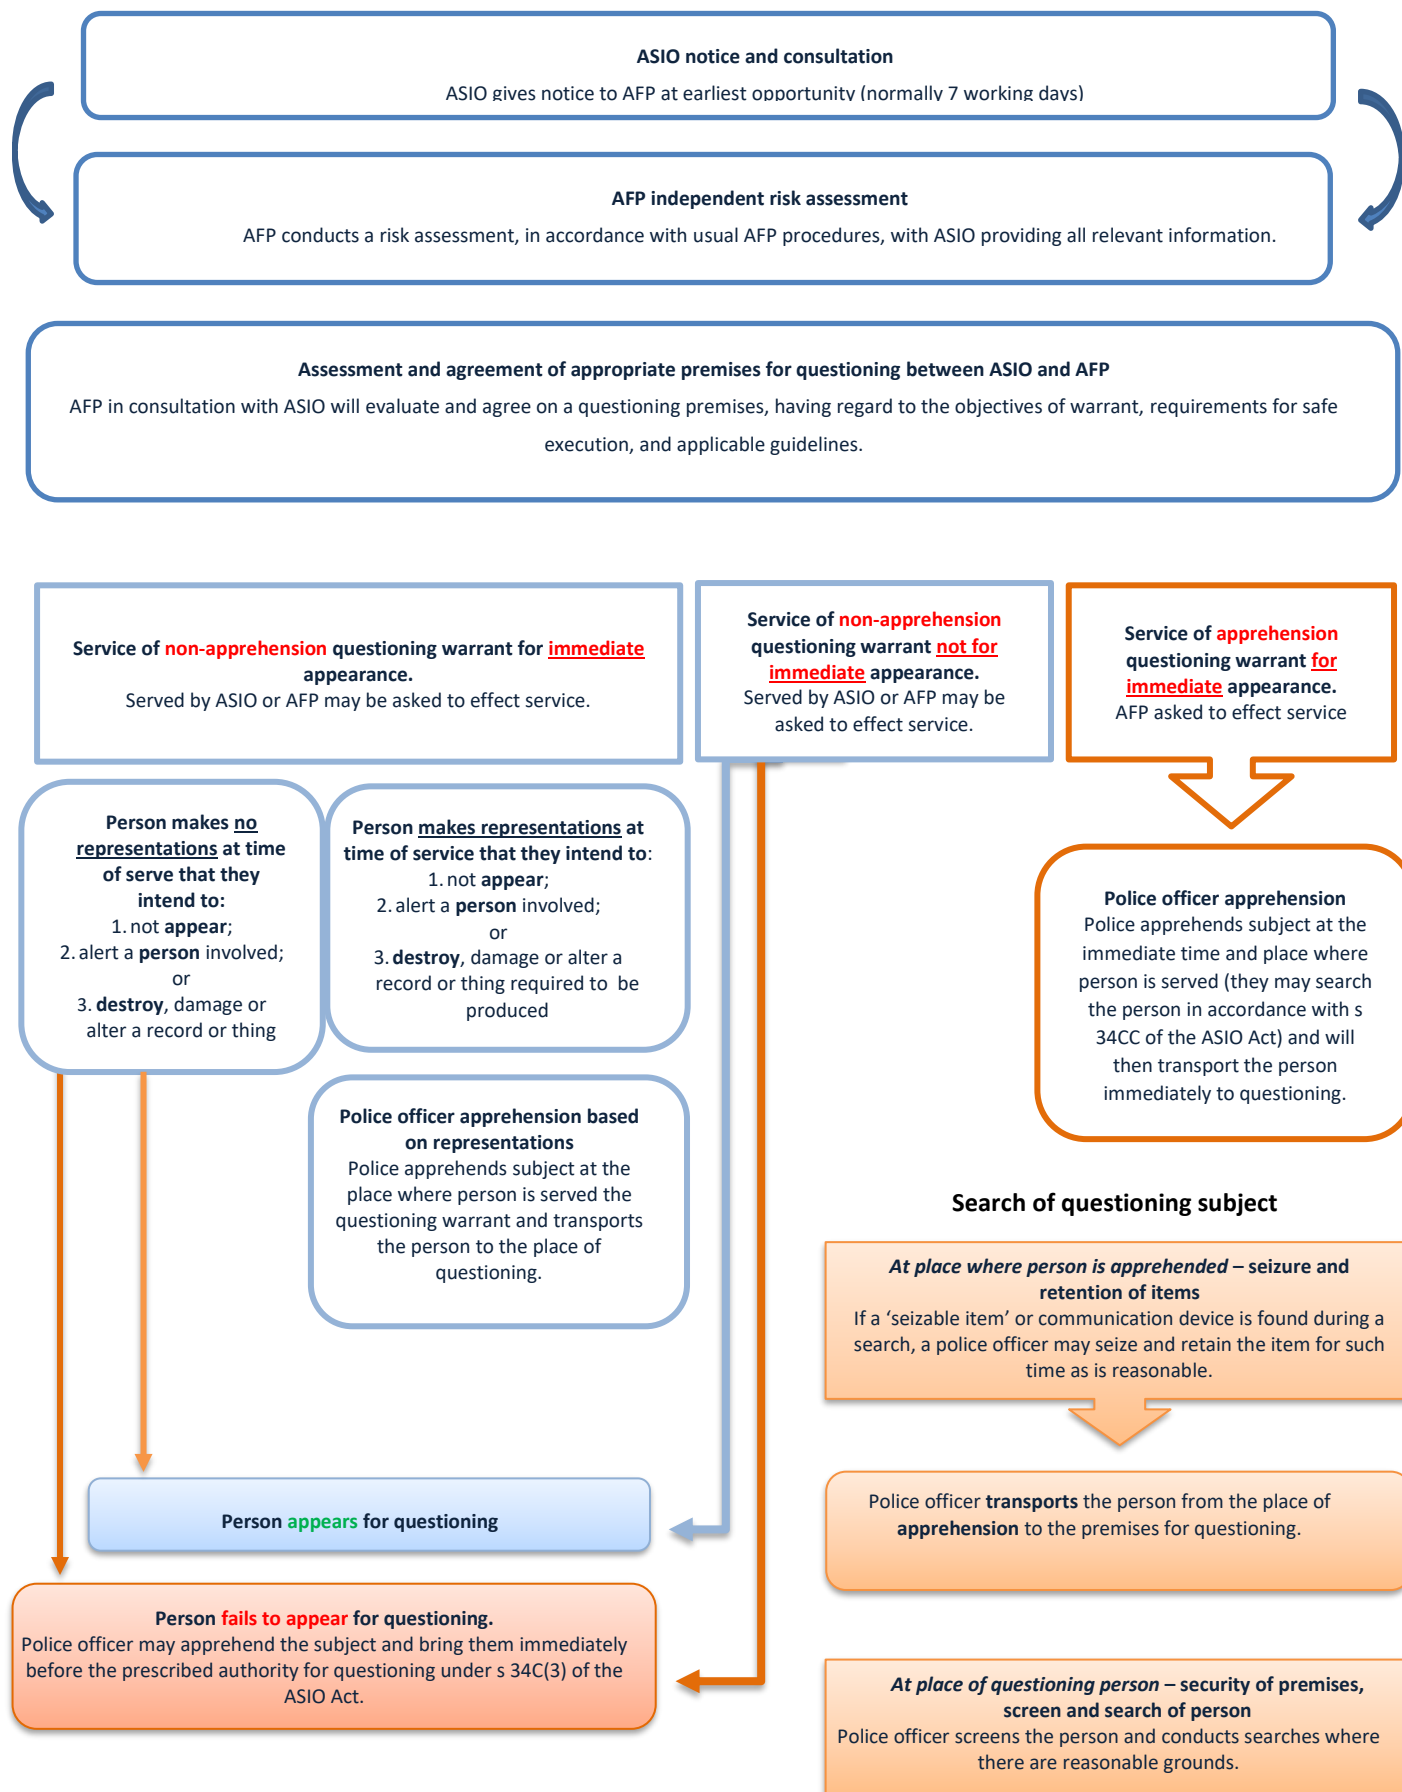 ASIO notice and consultation
ASIO gives notice to AFP at earliest opportunity (normally 7 working days)
AFP independent risk assessment
AFP conducts a risk assessment, in accordance with usual AFP procedures, with ASIO providing all relevant information.
Assessment and agreement of appropriate premises for questioning between ASIO and AFP
AFP in consultation with ASIO will evaluate and agree on a questioning premises, having regard to the objectives of warrant, requirements for safe
execution, and applicable guidelines.
Service of non-apprehension questioning warrant for immediate
appearance.
Served by ASIO or AFP may be asked to effect service.
Service of non-apprehension
questioning warrant not for
immediate appearance.
Served by ASIO or AFP may be
asked to effect service.
Service of apprehension
questioning warrant for
immediate appearance.
AFP asked to effect service
Person makes no
representations at time
of serve that they
intend to:
1. not appear;
2. alert a person involved;
or
3. destroy, damage or
alter a record or thing
Person makes representations at
time of service that they intend to:
1. not appear;
2. alert a person involved;
or
3. destroy, damage or alter a
record or thing required to be
produced
Police officer apprehension
Police apprehends subject at the
immediate time and place where
person is served (they may search
the person in accordance with s
34CC of the ASIO Act) and will
then transport the person
immediately to questioning.
Police officer apprehension based
on representations
Police apprehends subject at the
place where person is served the
questioning warrant and transports
the person to the place of
questioning.
Search of questioning subject
At place where person is apprehended – seizure and
retention of items
If a ‘seizable item’ or communication device is found during a
search, a police officer may seize and retain the item for such
time as is reasonable.
Police officer transports the person from the place of
apprehension to the premises for questioning.
Person appears for questioning
Person fails to appear for questioning.
Police officer may apprehend the subject and bring them immediately
before the prescribed authority for questioning under s 34C(3) of the
ASIO Act.
At place of questioning person – security of premises,
screen and search of person
Police officer screens the person and conducts searches where
there are reasonable grounds.